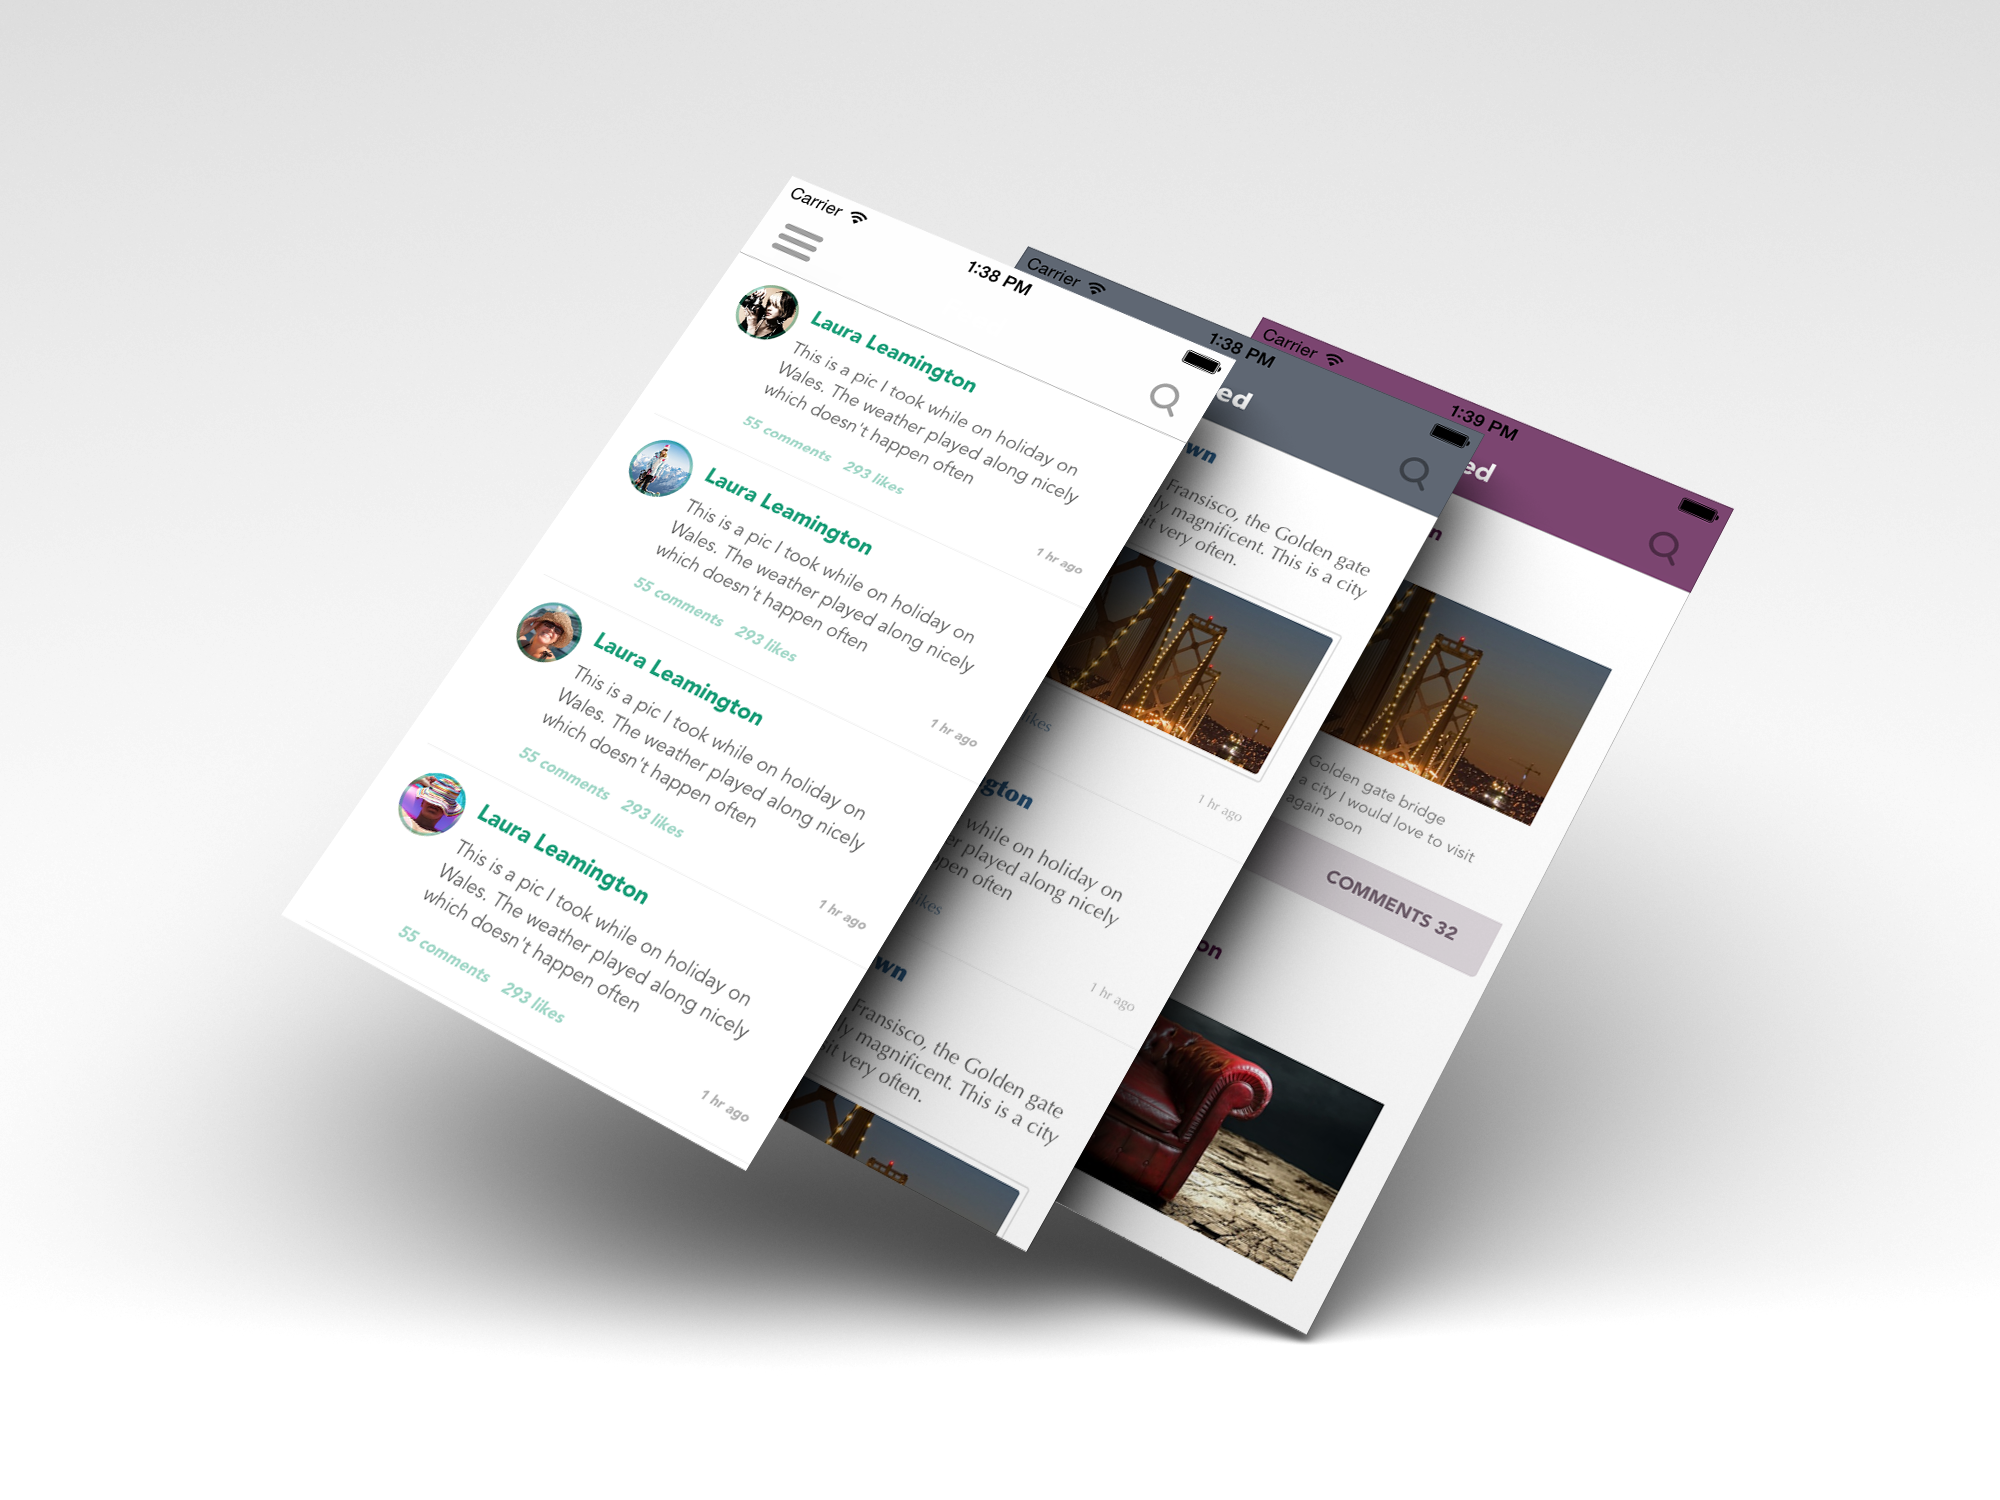 Carrier
1:38 PM
Laura Leamington
This is a pic I took while on holiday on
Wales. The weather played along nicely
which doesn't happen often
55 comments 293 likes
1 hr ago
Laura Leamington
This is a pic I took while on holiday on
Wales. The weather played along nicely
which doesn't happen often
55 comments 293 likes
1 hr ago
Laura Leamington
This is a pic I took while on holiday on
Wales. The weather played along nicely
which doesn't happen often
55 comments 293 likes
1 hr ago
Laura Leamington
This is a pic I took while on holiday on
Wales. The weather played along nicely
which doesn't happen often
55 comments 293 likes
1 hr ago
Carrier
1:38 PM
ed
wn
Fransisco, the Golden gate
ly magnificent. This is a city
sit very often.
ikes
1 hr ago
gton
while on holiday on
er played along nicely
pen often
ikes
1 hr ago
wn
Fransisco, the Golden gate
ly magnificent. This is a city
sit very often.
Carrier
1:39 PM
ed
n
Golden gate bridge
a city I would love to visit
again soon
COMMENTS 32
on